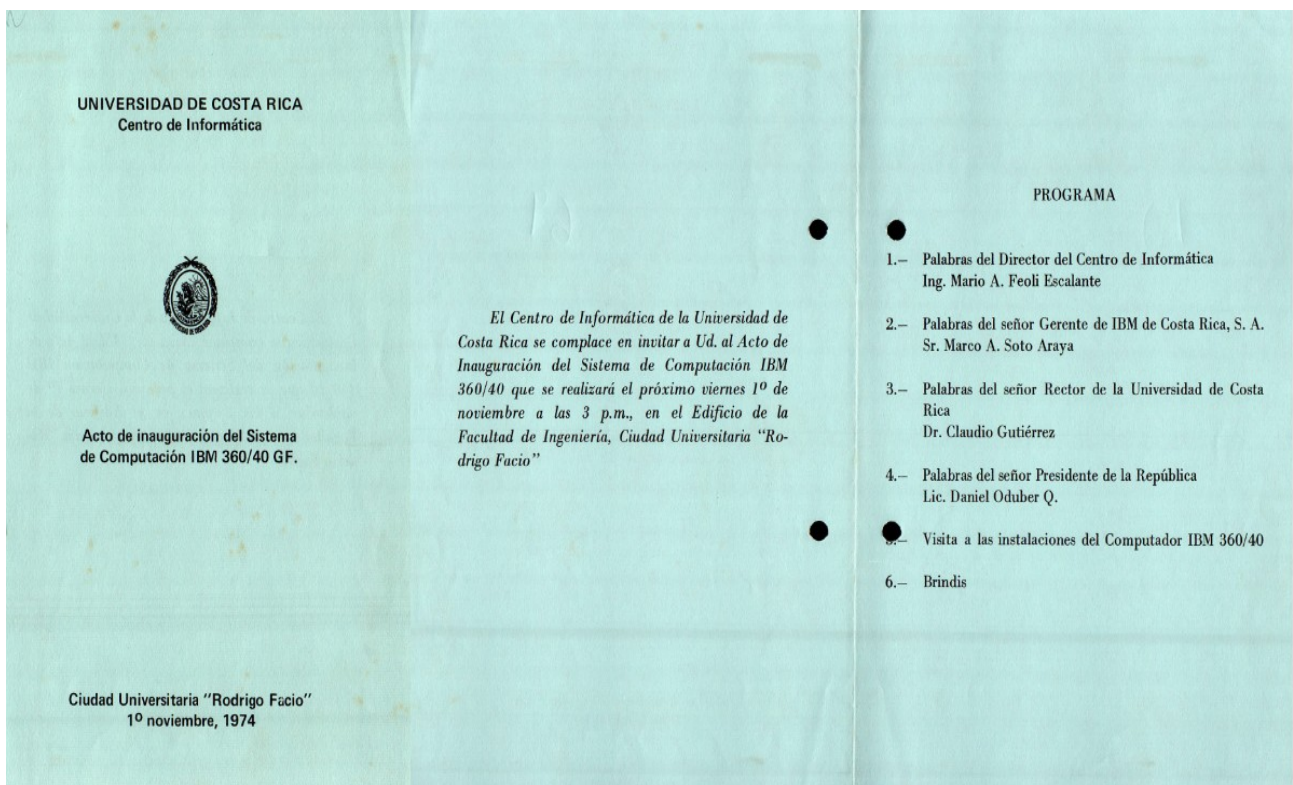 UNIVERSIDAD DE COSTA RICA
Centro de Informática
Acto de inauguración del Sistema
de Computación IBM 360/40 GF.
Ciudad Universitaria "Rodrigo Facio"
1º noviembre, 1974
El Centro de Informática de la Universidad de
Costa Rica se complace en invitar a Ud. al Acto de
Inauguración del Sistema de Computación IBM
360/40 que se realizará el próximo viernes 1º de
noviembre a las 3 p.m., en el Edificio de la
Facultad de Ingeniería, Ciudad Universitaria "Ro-
drigo Facio"
PROGRAMA
1.— Palabras del Director del Centro de Informática
Ing. Mario A. Feoli Escalante
2.— Palabras del señor Gerente de IBM de Costa Rica, S. A.
Sr. Marco A. Soto Araya
3.— Palabras del señor Rector de la Universidad de Costa
Rica
Dr. Claudio Gutiérrez
4.— Palabras del señor Presidente de la República
Lic. Daniel Oduber Q.
5.— Visita a las instalaciones del Computador IBM 360/40
6.— Brindis